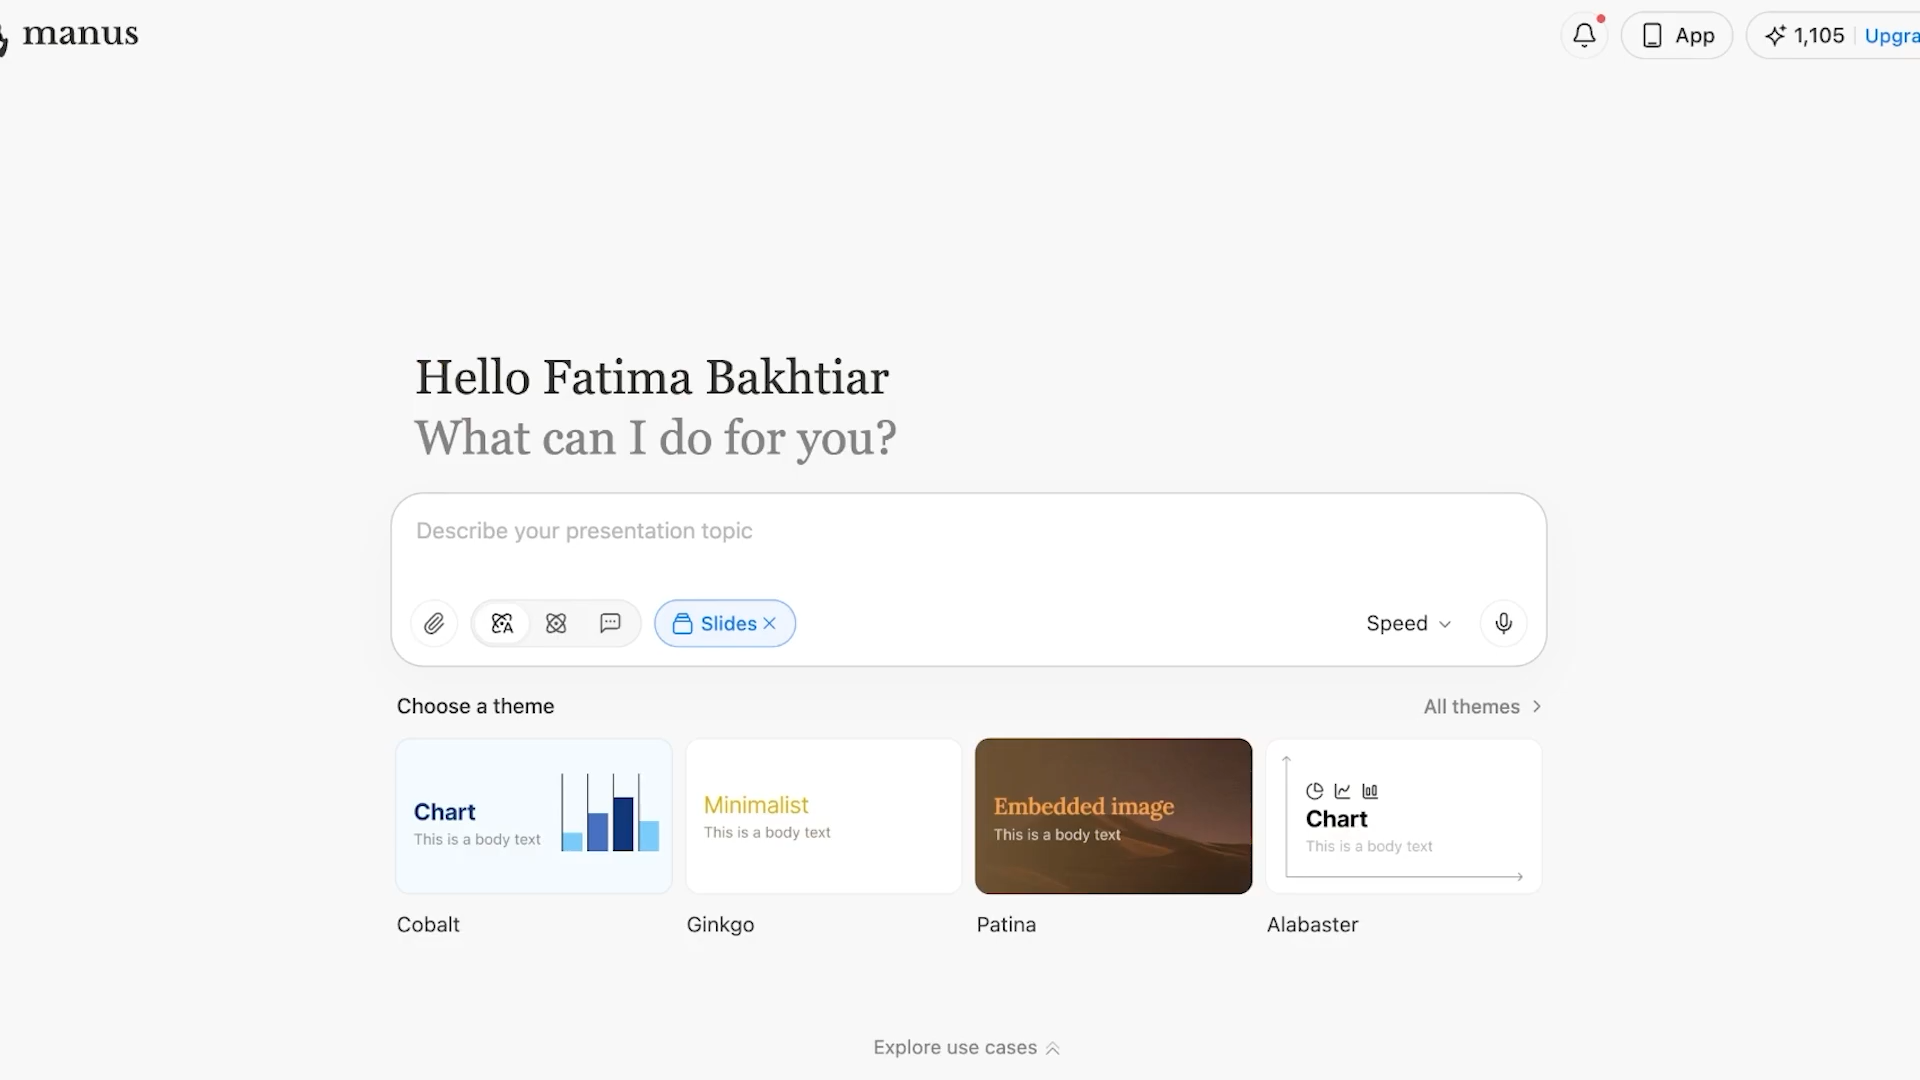 manus
App
1,105
Upgra
Hello Fatima Bakhtiar
What can I do for you?
Describe your presentation topic
Slides
Speed
Choose a theme
All themes
Chart
This is a body text
Minimalist
This is a body text
Embedded image
This is a body text
Chart
This is a body text
Cobalt
Ginkgo
Patina
Alabaster
Explore use cases